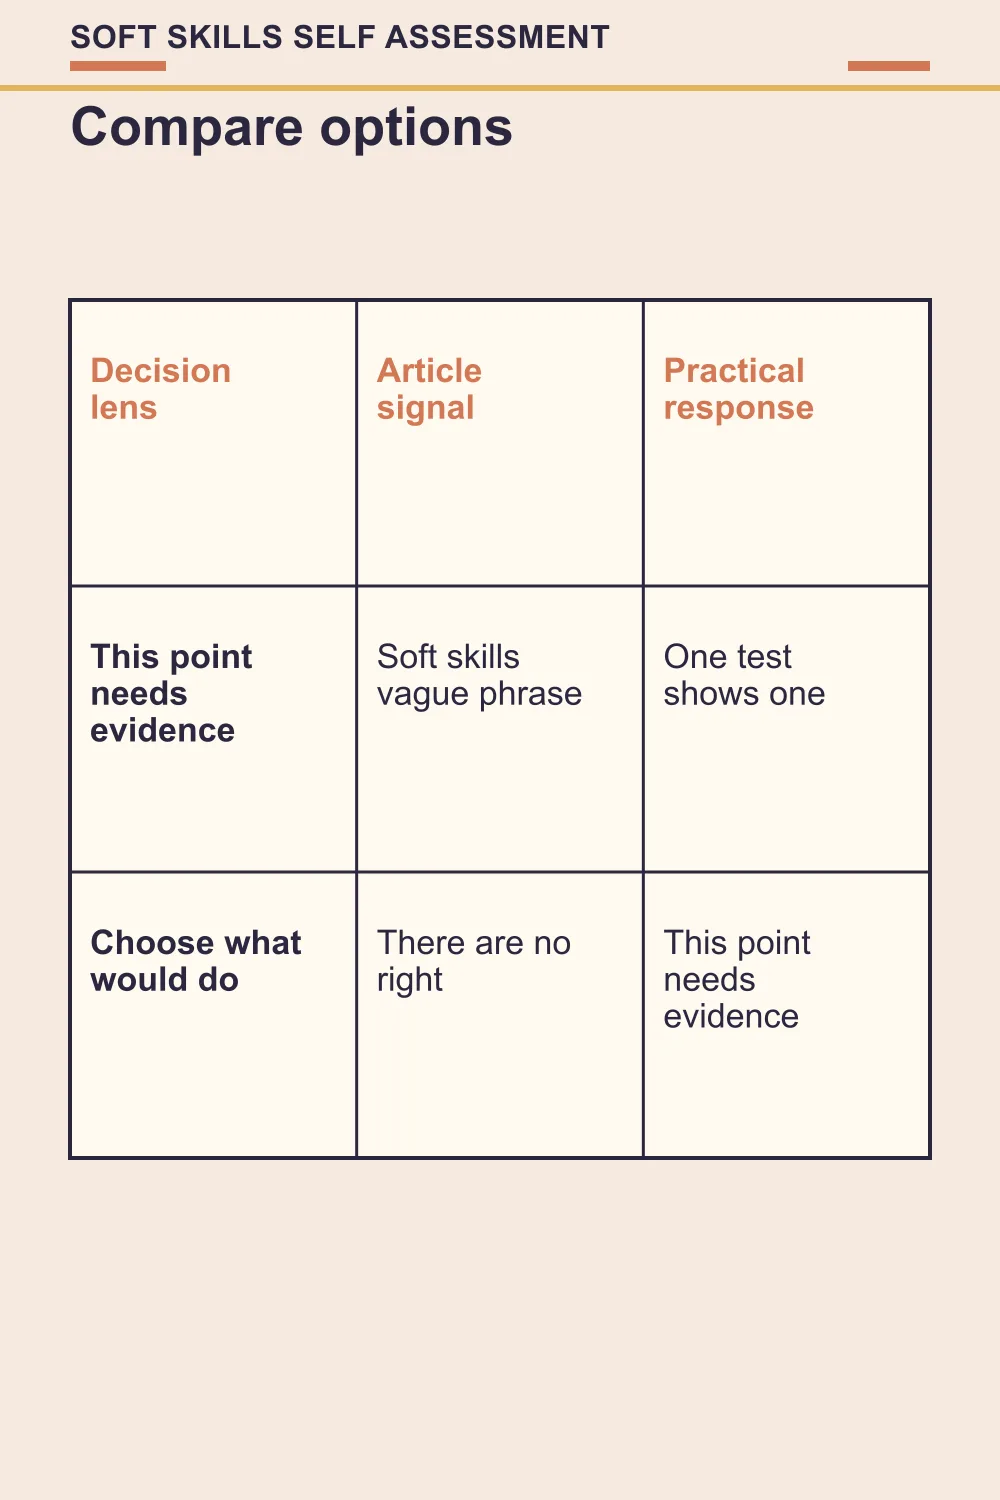 SOFT SKILLS SELF ASSESSMENT
Compare options
Decision
lens
Article
signal
Practical
response
This point
needs
evidence
Soft skills
vague phrase
One test
shows one
Choose what
would do
There are no
right
This point
needs
evidence